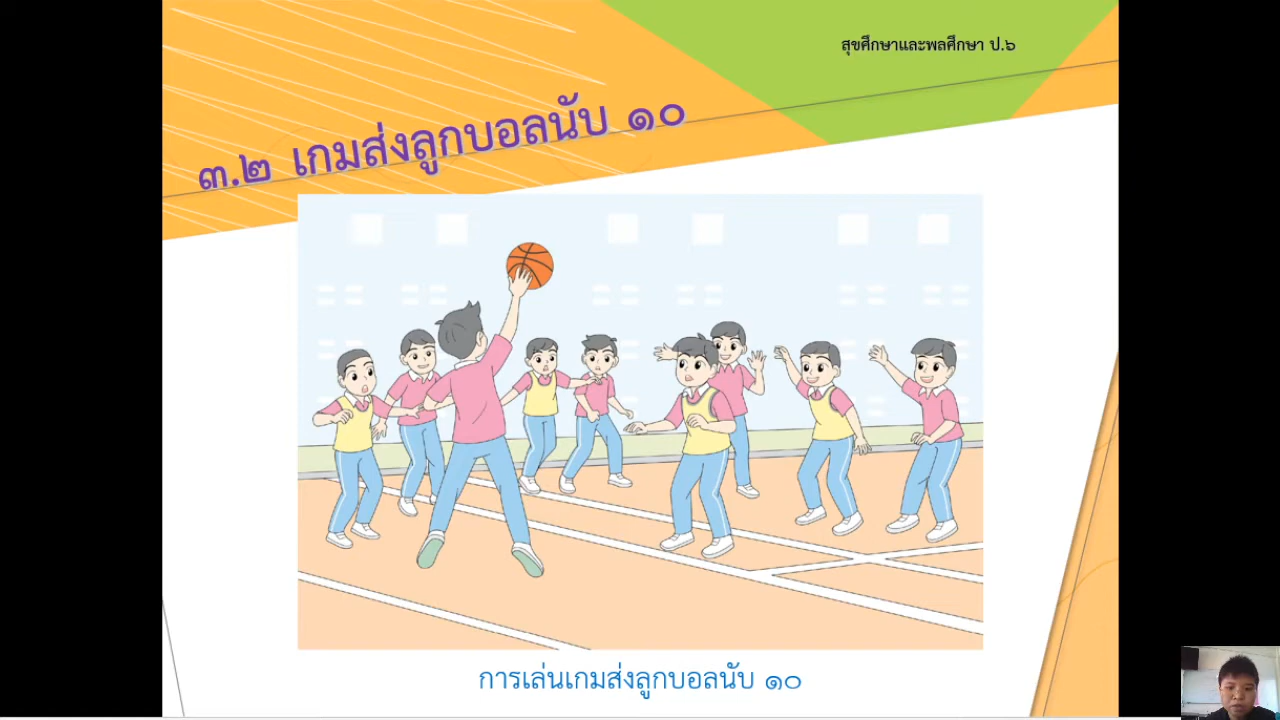 สุขศึกษาและพลศึกษา ป.๖
๓.๒ เกมส่งลูกบอลนับ ๑๐
การเล่นเกมส่งลูกบอลนับ ๑๐